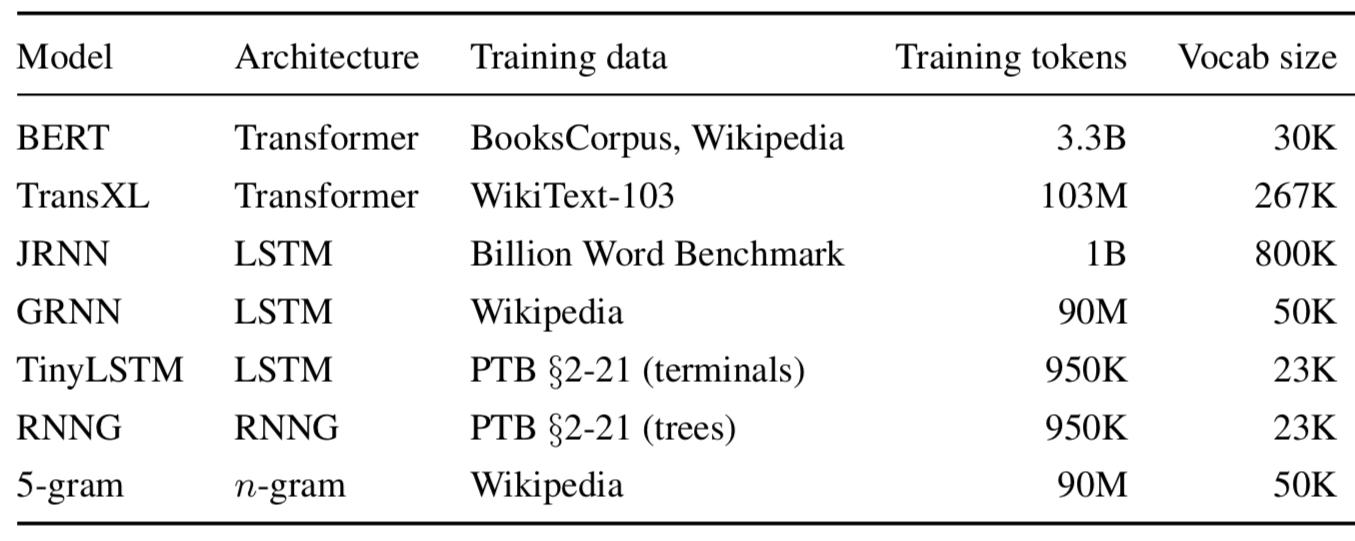 Model Architecture Training data Training tokens Vocab size
BERT Transformer BooksCorpus, Wikipedia 3.3B 30K
TransXL Transformer WikiText-103 103M 267K
JRNN LSTM Billion Word Benchmark 1B 800K
GRNN LSTM Wikipedia 90M 50K
TinyLSTM LSTM PTB §2-21 (terminals) 950K 23K
RNNG RNNG PTB §2-21 (trees) 950K 23K
5-gram n-gram Wikipedia 90M 50K